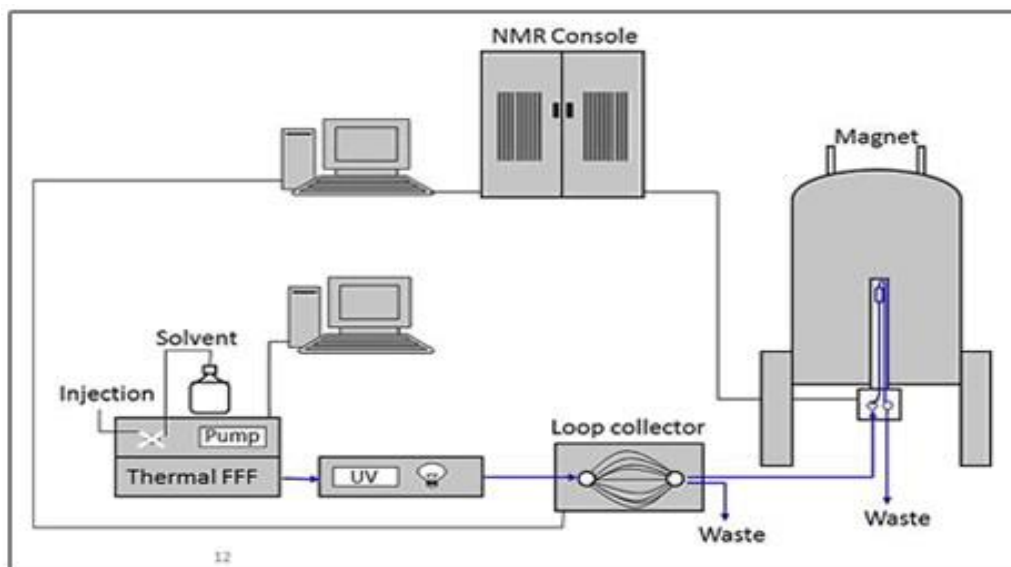 NMR Console
Magnet
Solvent
Injection
Pump
Thermal FFF
UV
Loop collector
Waste
Waste
12